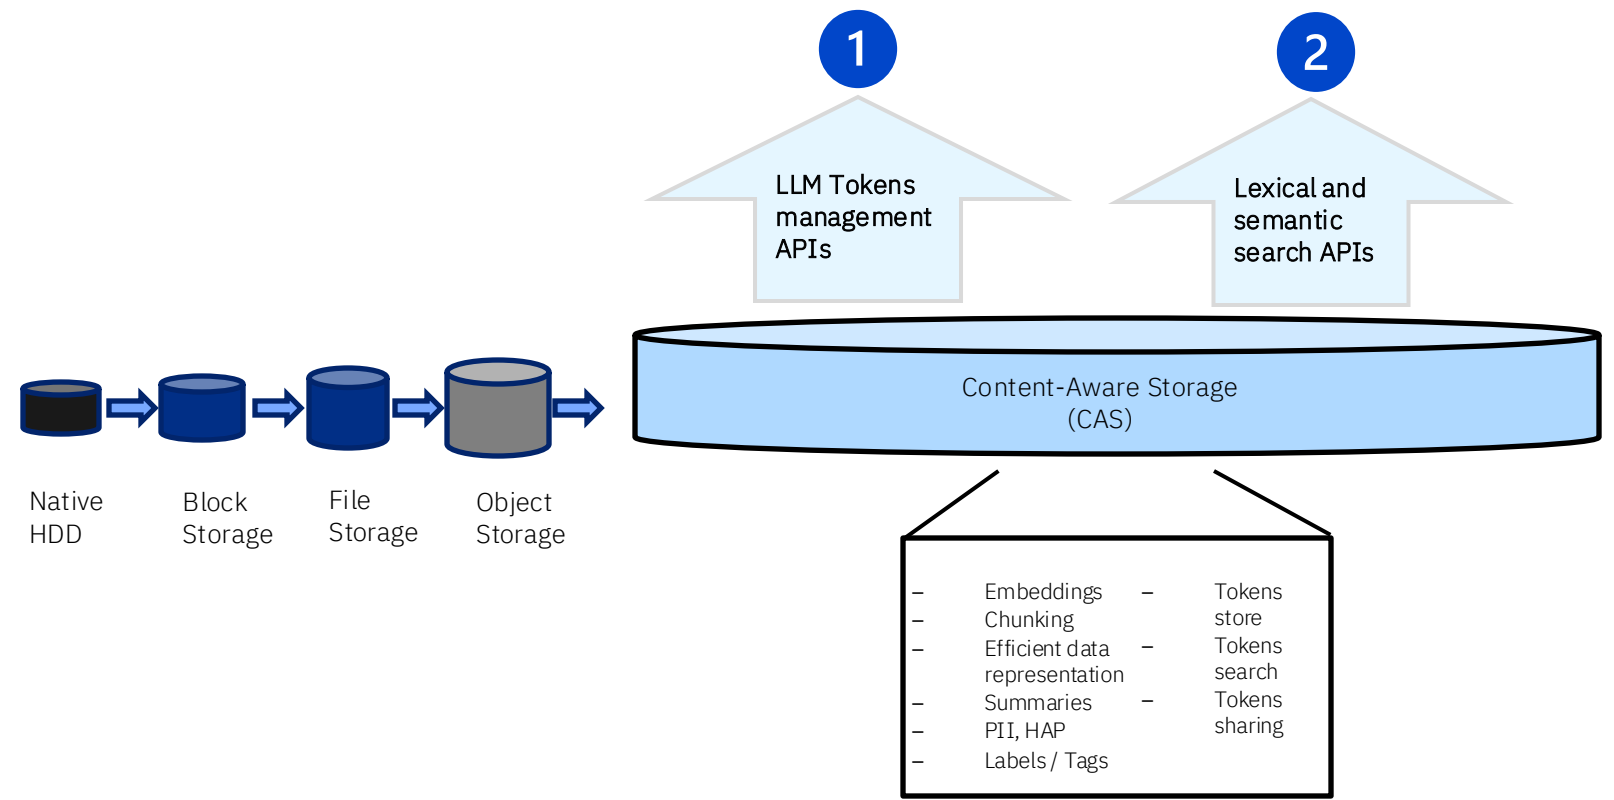 1
2
LLM Tokens
management
APIs
Lexical and
semantic
search APIs
Content-Aware Storage
(CAS)
Native
HDD
Block
Storage
File
Storage
Object
Storage
– Embeddings
– Chunking
– Efficient data
representation
– Summaries
– PII, HAP
– Labels / Tags
– Tokens
store
– Tokens
search
– Tokens
sharing